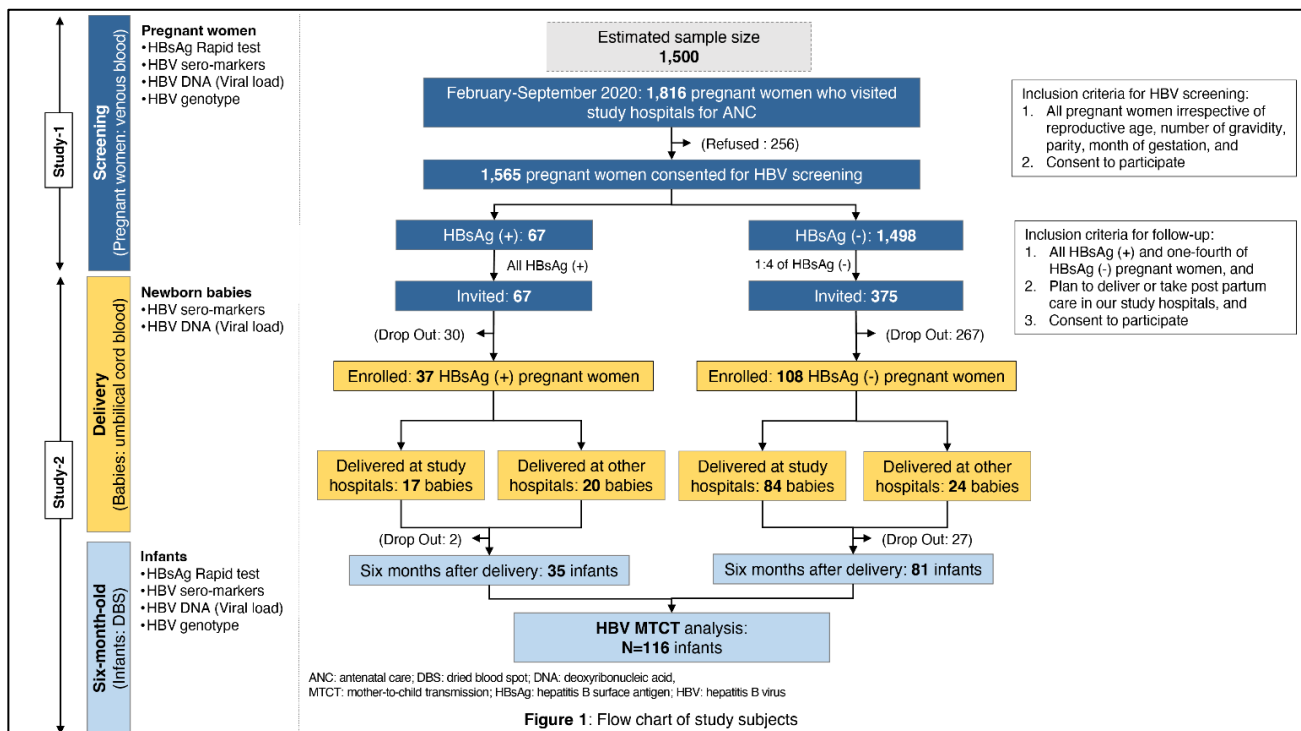 Study-1
Screening
(Pregnant women: venous blood)
Pregnant women
•HBsAg Rapid test
•HBV sero-markers
•HBV DNA (Viral load)
•HBV genotype
Estimated sample size
1,500
February-September 2020: 1,816 pregnant women who visited
study hospitals for ANC
(Refused : 256)
1,565 pregnant women consented for HBV screening
Inclusion criteria for HBV screening:
1. All pregnant women irrespective of
reproductive age, number of gravidity,
parity, month of gestation, and
2. Consent to participate
HBsAg (+): 67
HBsAg (-): 1,498
All HBsAg (+)
1:4 of HBsAg (-)
Invited: 67
Invited: 375
Inclusion criteria for follow-up:
1. All HBsAg (+) and one-fourth of
HBsAg (-) pregnant women, and
2. Plan to deliver or take post partum
care in our study hospitals, and
3. Consent to participate
Study-2
Delivery
(Babies: umbilical cord blood)
Newborn babies
•HBV sero-markers
•HBV DNA (Viral load)
(Drop Out: 30)
(Drop Out: 267)
Enrolled: 37 HBsAg (+) pregnant women
Enrolled: 108 HBsAg (-) pregnant women
Delivered at study
hospitals: 17 babies
Delivered at other
hospitals: 20 babies
Delivered at study
hospitals: 84 babies
Delivered at other
hospitals: 24 babies
(Drop Out: 2)
(Drop Out: 27)
Six-month-old
(Infants: DBS)
Infants
•HBsAg Rapid test
•HBV sero-markers
•HBV DNA (Viral load)
•HBV genotype
Six months after delivery: 35 infants
Six months after delivery: 81 infants
HBV MTCT analysis:
N=116 infants
ANC: antenatal care; DBS: dried blood spot; DNA: deoxyribonucleic acid,
MTCT: mother-to-child transmission; HBsAg: hepatitis B surface antigen; HBV: hepatitis B virus
Figure 1: Flow chart of study subjects